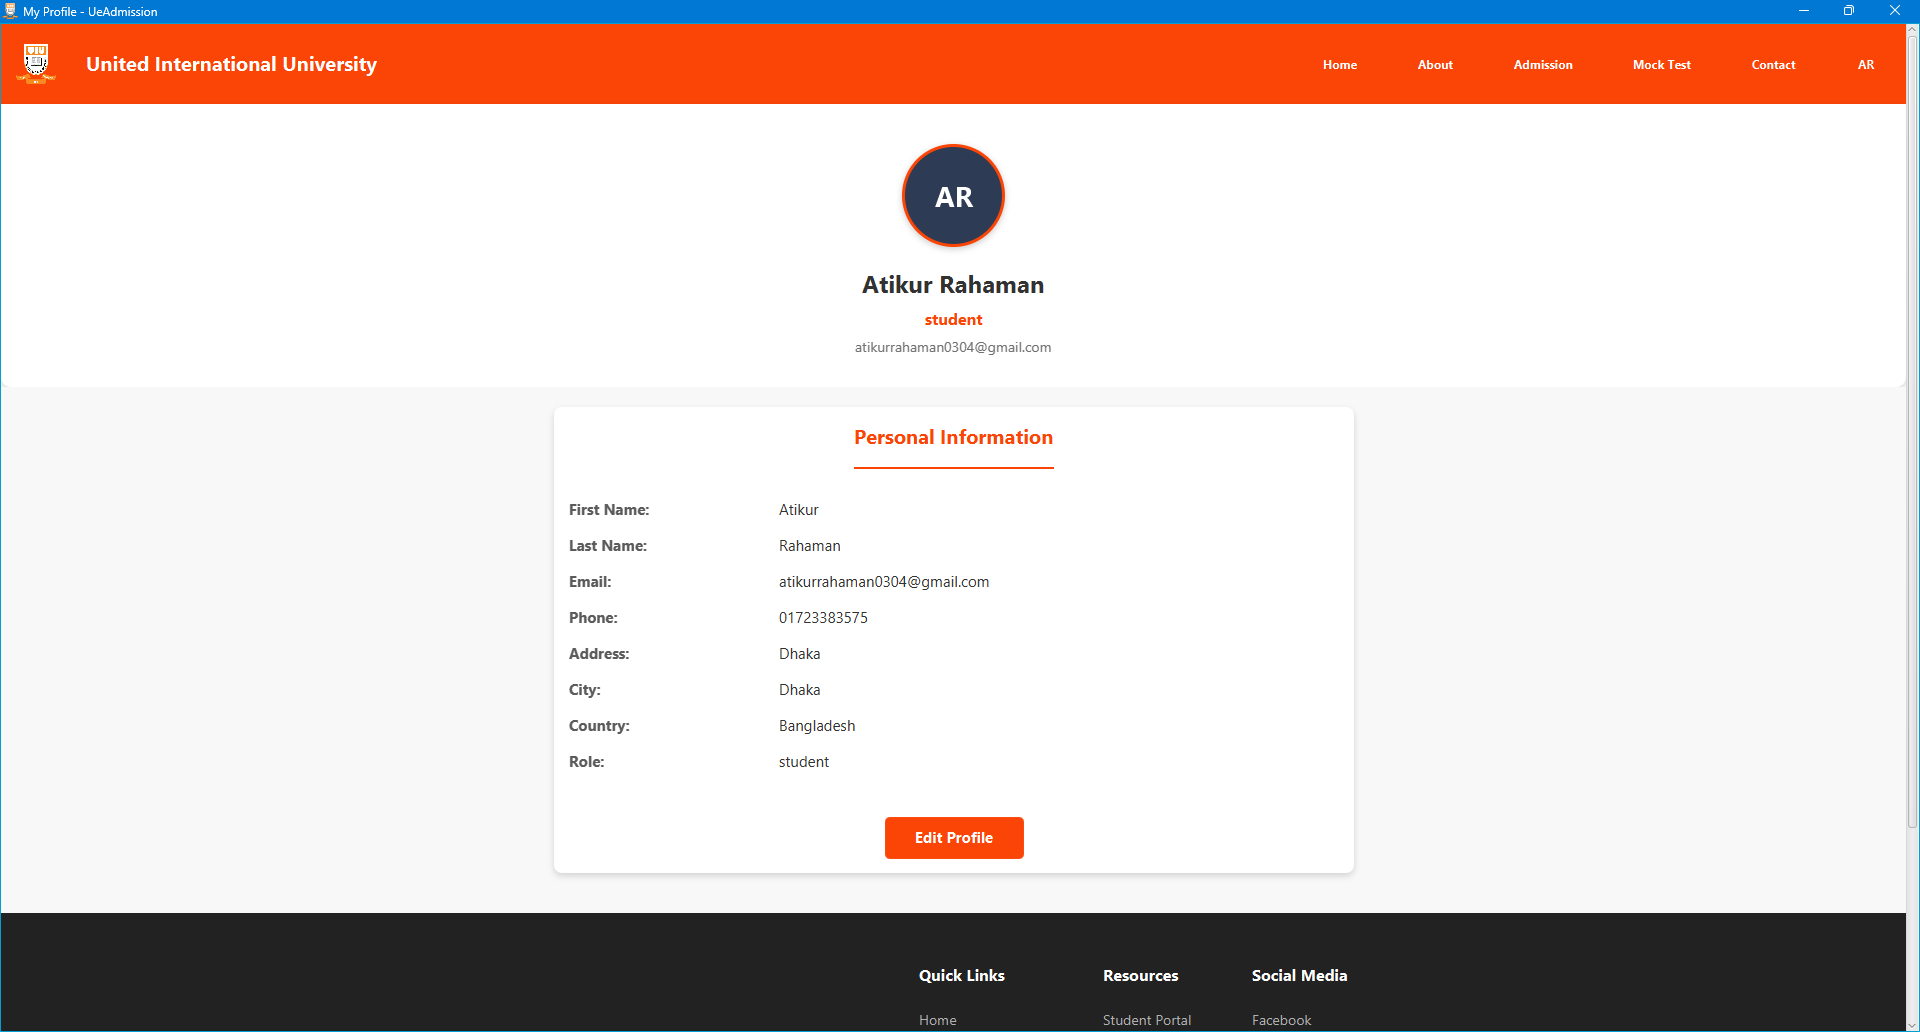 My Profile - UeAdmission
UIU
United International University
Home
About
Admission
Mock Test
Contact
AR
AR
Atikur Rahaman
student
atikurrahaman0304@gmail.com
Personal Information
First Name: Atikur
Last Name: Rahaman
Email: atikurrahaman0304@gmail.com
Phone: 01723383575
Address: Dhaka
City: Dhaka
Country: Bangladesh
Role: student
Edit Profile
Quick Links
Resources
Social Media
Home
Student Portal
Facebook